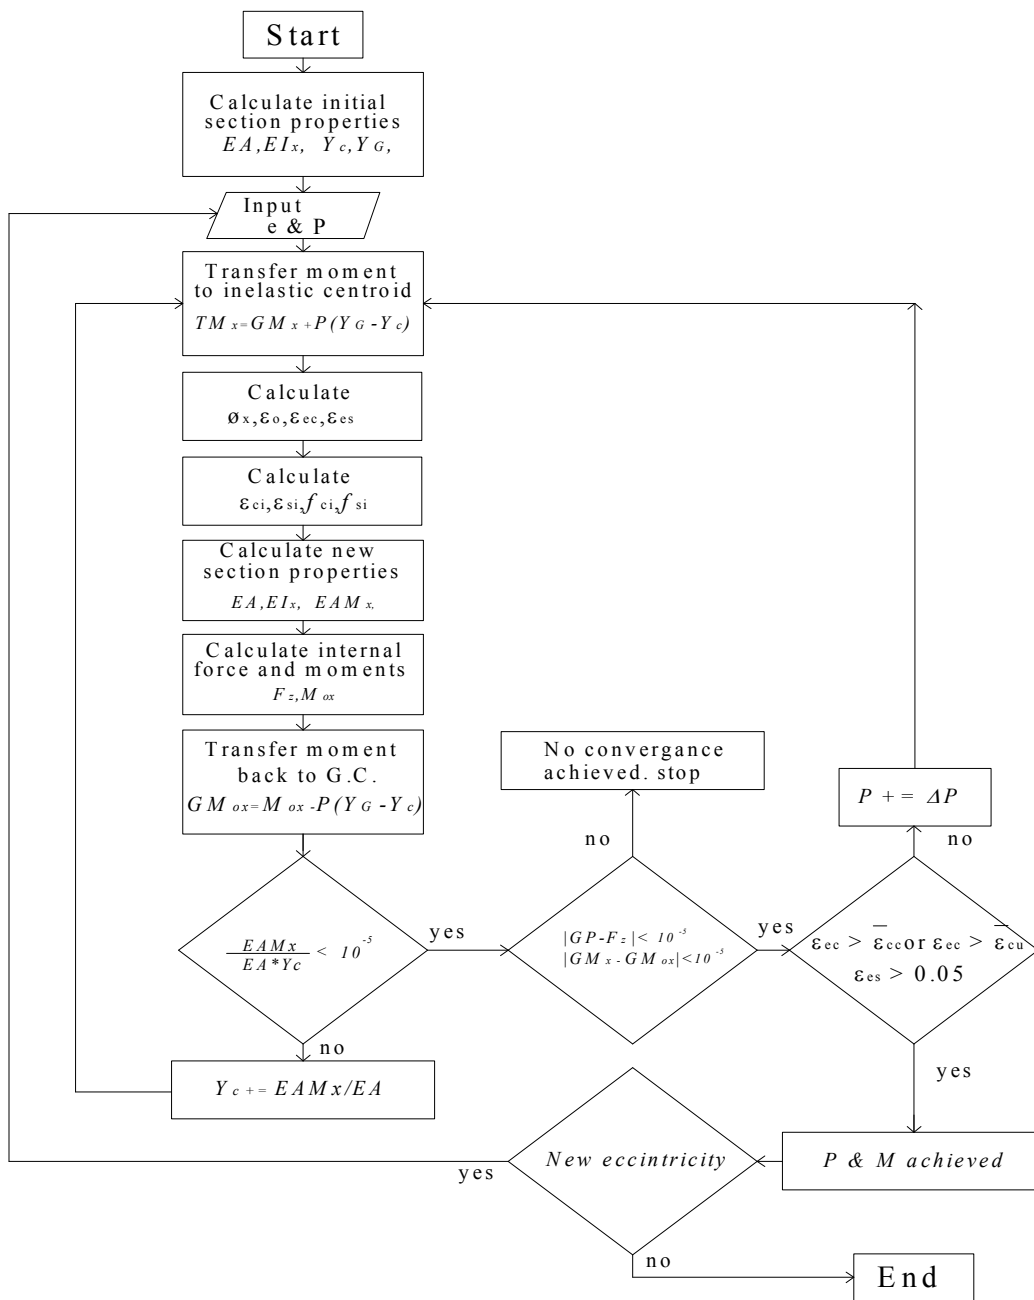 Start
Calculate initial
section properties
EA,EIx, Yc,YG,
Input
e & P
Transfer moment
to inelastic centroid
TMx=GMx+P(YG-Yc)
Calculate
øx,εo,εec,εes
Calculate
εci,εsi,fci,fsi
Calculate new
section properties
EA,EIx, EAMx,
Calculate internal
force and moments
Fz,Mox
Transfer moment
back to G.C.
GMox=Mox-P(YG-Yc)
No convergance
achieved. stop
P += ΔP
no
no
EAMx
EA*Yc
< 10⁻⁵
yes
|GP-Fz|< 10⁻⁵
|GMx-GMox|<10⁻⁵
yes
εec > ε̅cc or εec > ε̅cu
εes > 0.05
no
yes
Yc += EAMx/EA
New eccintricity
P & M achieved
yes
no
End